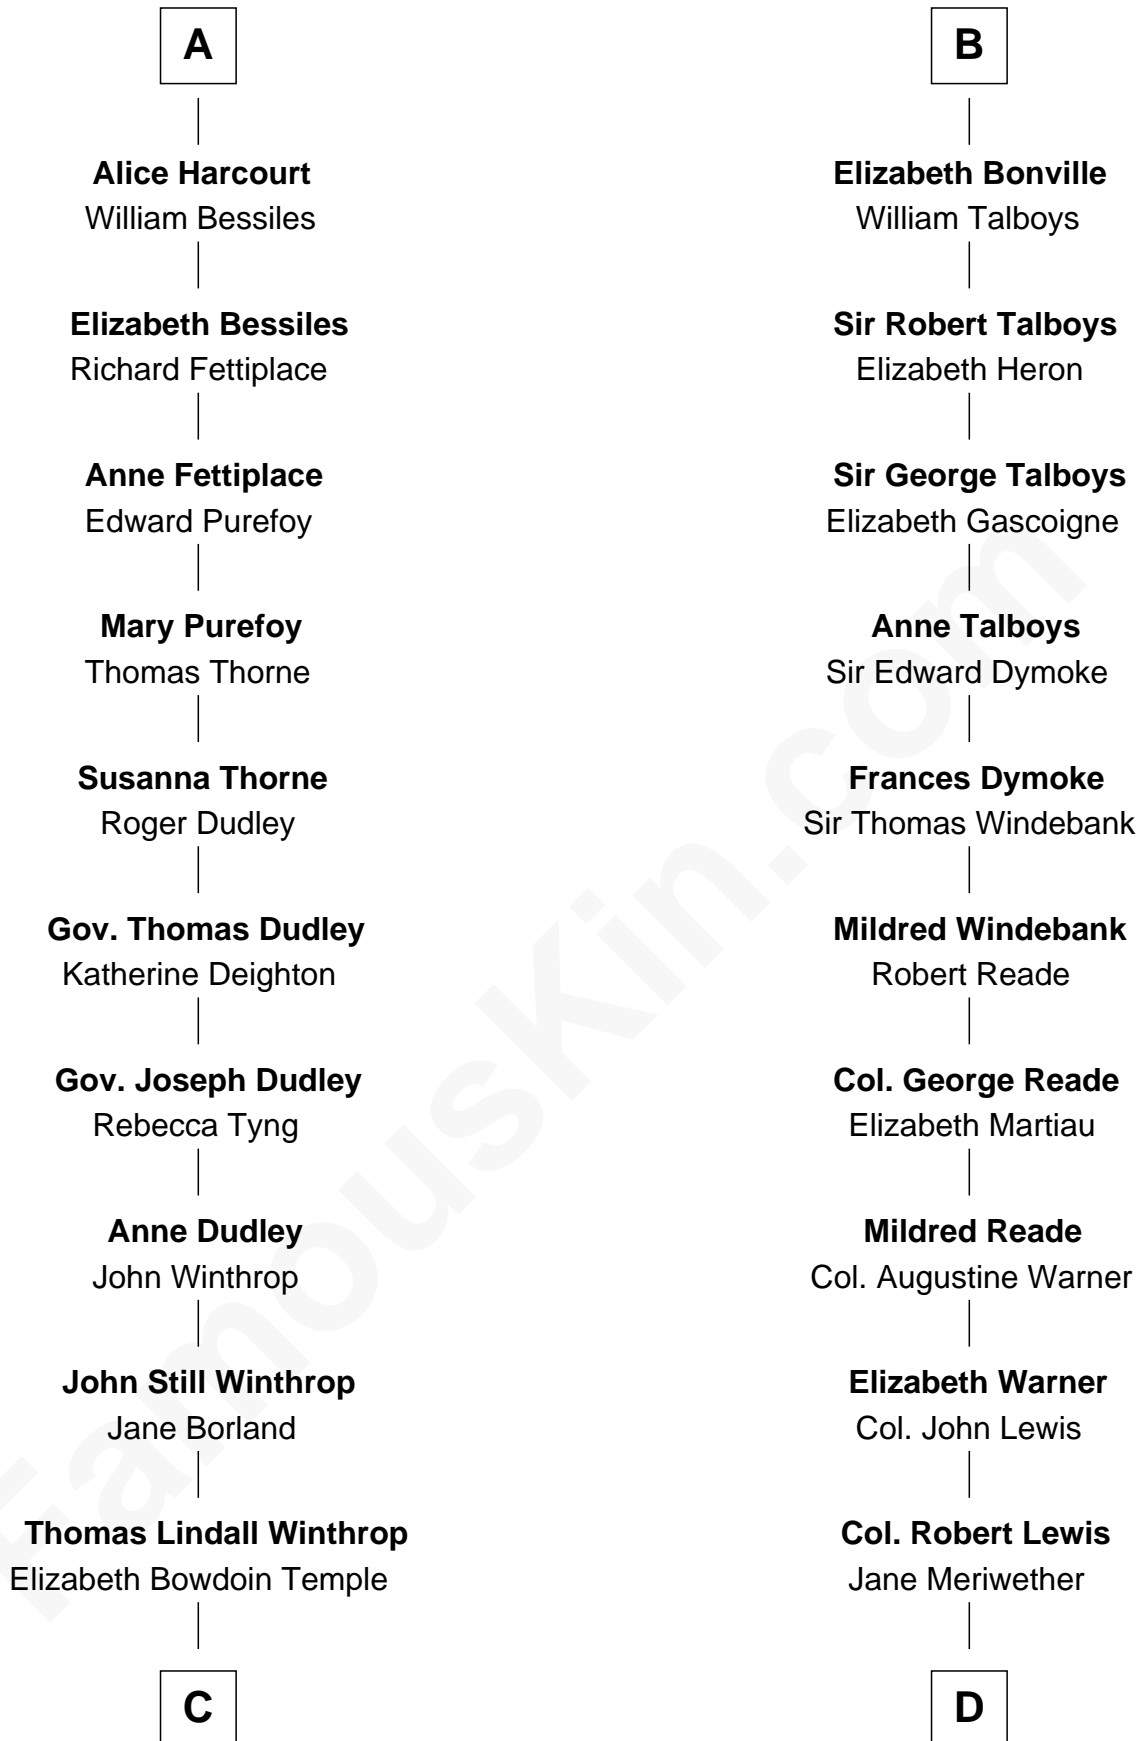 A
Alice Harcourt
William Bessiles
Elizabeth Bessiles
Richard Fettiplace
Anne Fettiplace
Edward Purefoy
Mary Purefoy
Thomas Thorne
Susanna Thorne
Roger Dudley
Gov. Thomas Dudley
Katherine Deighton
Gov. Joseph Dudley
Rebecca Tyng
Anne Dudley
John Winthrop
John Still Winthrop
Jane Borland
Thomas Lindall Winthrop
Elizabeth Bowdoin Temple
C
B
Elizabeth Bonville
William Talboys
Sir Robert Talboys
Elizabeth Heron
Sir George Talboys
Elizabeth Gascoigne
Anne Talboys
Sir Edward Dymoke
Frances Dymoke
Sir Thomas Windebank
Mildred Windebank
Robert Reade
Col. George Reade
Elizabeth Martiau
Mildred Reade
Col. Augustine Warner
Elizabeth Warner
Col. John Lewis
Col. Robert Lewis
Jane Meriwether
D
FamousKin.com